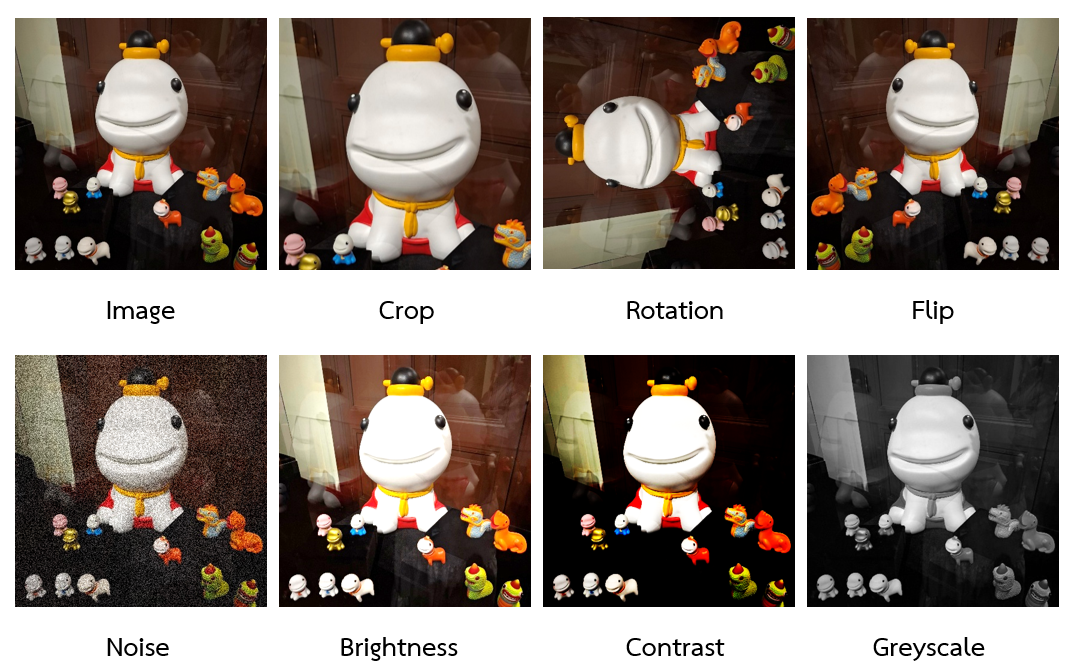 Image
Crop
Rotation
Flip
Noise
Brightness
Contrast
Greyscale